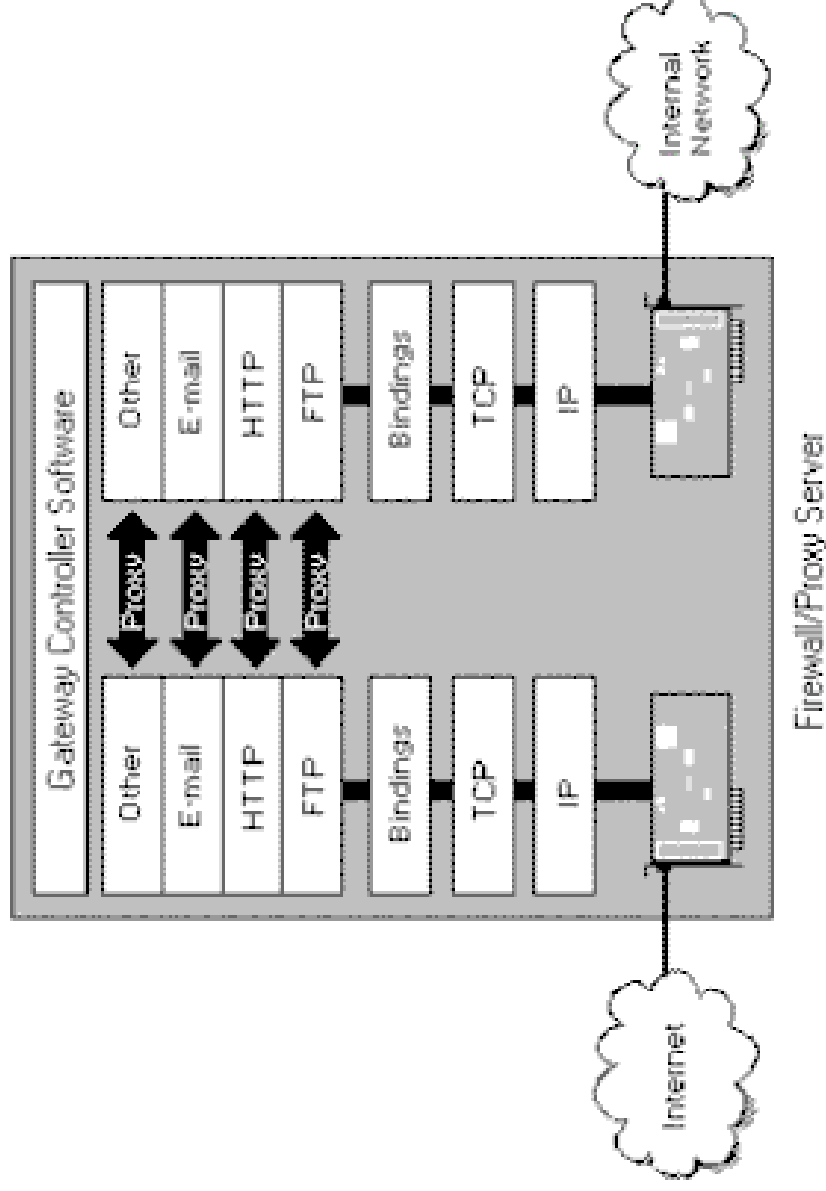 Gateway Controller Software
Other
Proxy
Other
E-mail
Proxy
E-mail
HTTP
Proxy
HTTP
FTP
Proxy
FTP
Bindings
Bindings
TCP
TCP
IP
IP
Internet
Internal
Network
Firewall/Proxy Server